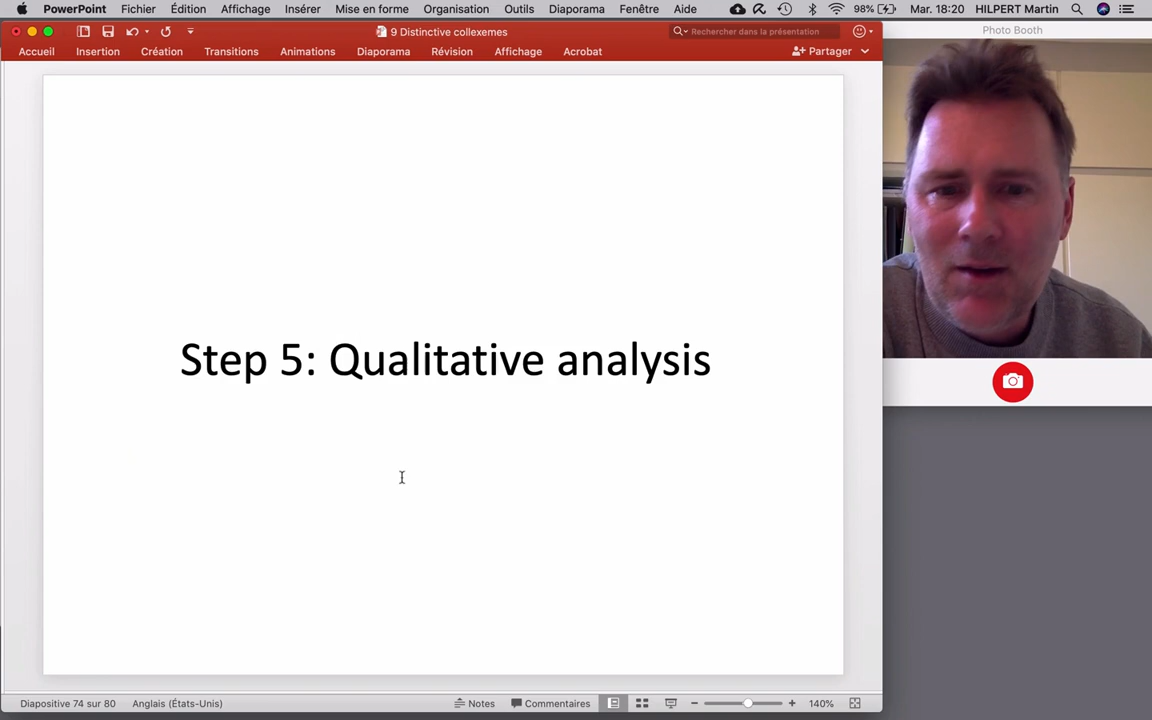 PowerPoint Fichier Édition Affichage Insérer Mise en forme Organisation Outils Diaporama Fenêtre Aide 98% Mar. 18:20 HILPERT Martin
9 Distinctive collexemes
Rechercher dans la présentation
Photo Booth
Accueil Insertion Création Transitions Animations Diaporama Révision Affichage Acrobat Partager
Step 5: Qualitative analysis
Diapositive 74 sur 80 Anglais (États-Unis) Notes Commentaires 140%